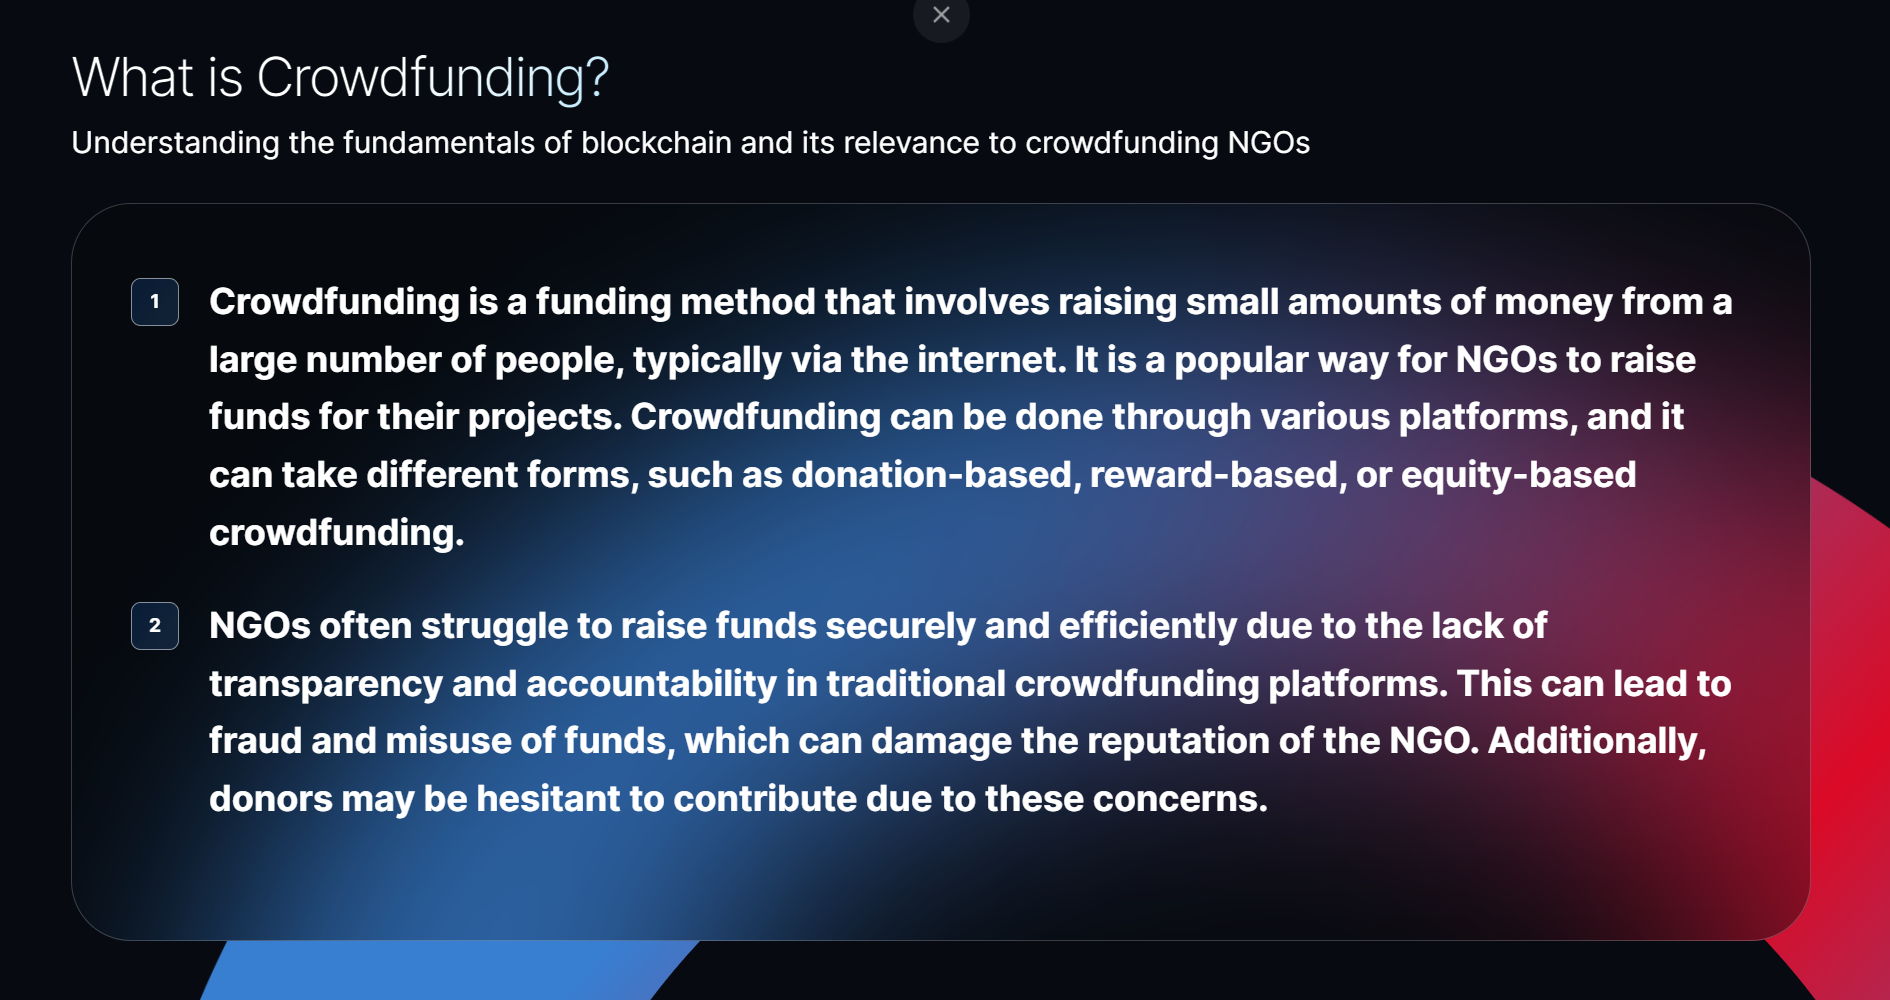 What is Crowdfunding?
Understanding the fundamentals of blockchain and its relevance to crowdfunding NGOs
1
Crowdfunding is a funding method that involves raising small amounts of money from a
large number of people, typically via the internet. It is a popular way for NGOs to raise
funds for their projects. Crowdfunding can be done through various platforms, and it
can take different forms, such as donation-based, reward-based, or equity-based
crowdfunding.
2
NGOs often struggle to raise funds securely and efficiently due to the lack of
transparency and accountability in traditional crowdfunding platforms. This can lead to
fraud and misuse of funds, which can damage the reputation of the NGO. Additionally,
donors may be hesitant to contribute due to these concerns.